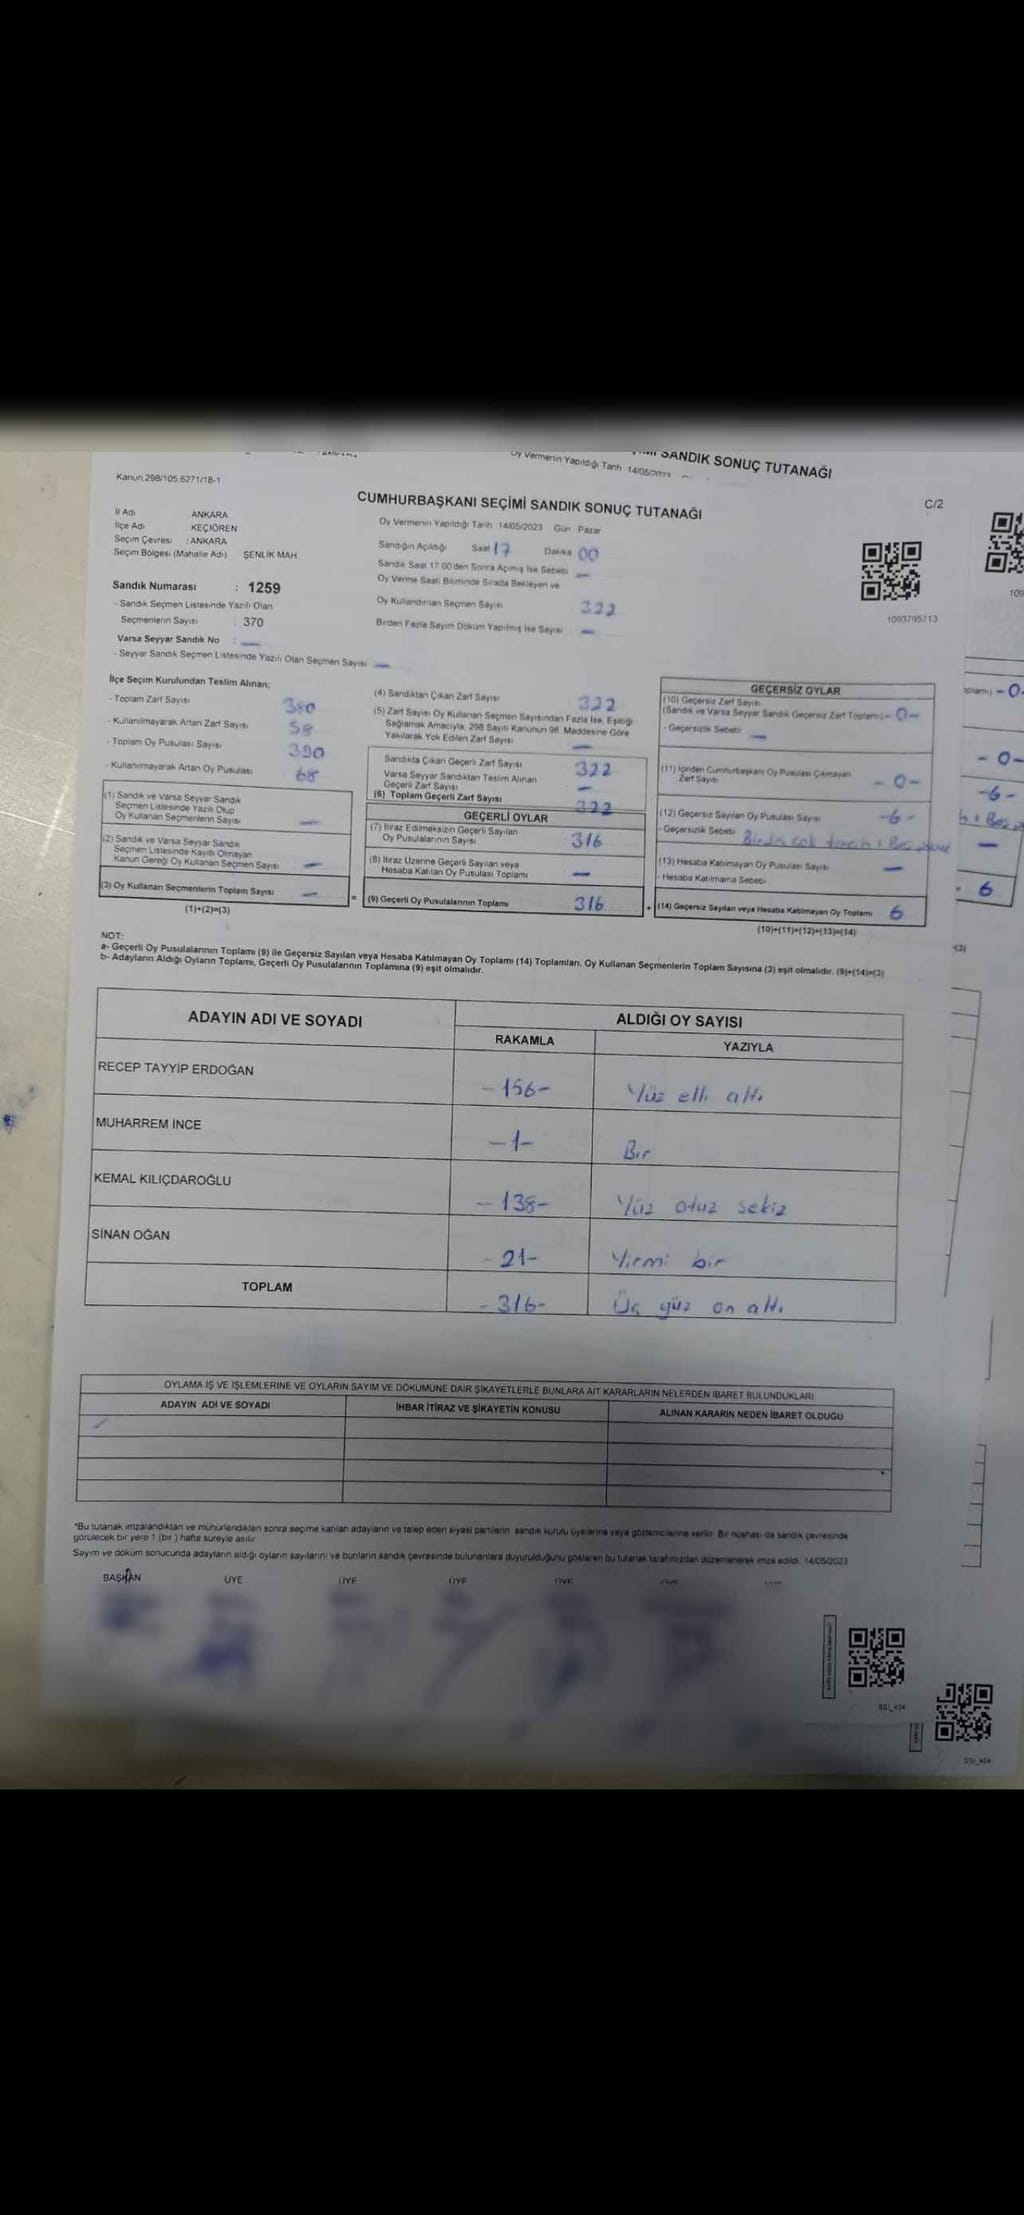 Oy Vermenin Yapıldığı Tarih 14/05/2023
SANDIK SONUÇ TUTANAĞI
Kanun.298/105.6271/18-1
CUMHURBAŞKANI SEÇİMİ SANDIK SONUÇ TUTANAĞI
C/2
Oy Vermenin Yapıldığı Tarih :14/05/2023 Gün : Pazar
İl Adı : ANKARA
İlçe Adı : KEÇİÖREN
Seçim Çevresi : ANKARA
Seçim Bölgesi (Mahalle Adı) ŞENLİK MAH.
Sandık Numarası : 1259
- Sandık Seçmen Listesinde Yazılı Olan
Seçmenlerin Sayısı : 370
Varsa Seyyar Sandık No : —
- Seyyar Sandık Seçmen Listesinde Yazılı Olan Seçmen Sayısı —
Sandığın Açıldığı Saat 17 Dakika 00
Sandık Saat 17.00'den Sonra Açımış İse Sebebi —
Oy Verme Saati Bitiminde Sırada Bekleyen ve
Oy Kullandırılan Seçmen Sayısı 322
Birden Fazla Sayım Döküm Yapılmış İse Sayısı —
1093795713
İlçe Seçim Kurulundan Teslim Alınan;
- Toplam Zarf Sayısı 380
- Kullanılmayarak Artan Zarf Sayısı 58
- Toplam Oy Pusulası Sayısı 390
- Kullanılmayarak Artan Oy Pusulası 68
(1) Sandık ve Varsa Seyyar Sandık
Seçmen Listesinde Yazılı Olup
Oy Kullanan Seçmenlerin Sayısı —
(2) Sandık ve Varsa Seyyar Sandık
Seçmen Listesinde Kayıtlı Olmayan
Kanun Gereği Oy Kullanan Seçmen Sayısı —
(3) Oy Kullanan Seçmenlerin Toplam Sayısı —
(1)+(2)=(3)
(4) Sandıktan Çıkan Zarf Sayısı 322
(5) Zarf Sayısı Oy Kullanan Seçmen Sayısından Fazla İse, Eşitliği
Sağlamak Amacıyla, 298 Sayılı Kanunun 98. Maddesine Göre
Yakılarak Yok Edilen Zarf Sayısı —
Sandıkta Çıkan Geçerli Zarf Sayısı 322
Varsa Seyyar Sandıktan Teslim Alınan
Geçerli Zarf Sayısı —
(6) Toplam Geçerli Zarf Sayısı 322
GEÇERLİ OYLAR
(7) İtiraz Edilmeksizin Geçerli Sayılan
Oy Pusulalarının Sayısı 316
(8) İtiraz Üzerine Geçerli Sayılan veya
Hesaba Katılan Oy Pusulası Toplamı —
= (9) Geçerli Oy Pusulalarının Toplamı 316
GEÇERSİZ OYLAR
(10) Geçersiz Zarf Sayısı
(Sandık ve Varsa Seyyar Sandık Geçersiz Zarf Toplamı) -0-
- Geçersizlik Sebebi —
(11) İçinden Cumhurbaşkanı Oy Pusulası Çıkmayan
Zarf Sayısı -0-
(12) Geçersiz Sayılan Oy Pusulası Sayısı -6-
- Geçersizlik Sebebi Birden çok tercih
(13) Hesaba Katılmayan Oy Pusulası Sayısı —
- Hesaba Katılmama Sebebi
+ (14) Geçersiz Sayılan veya Hesaba Katılmayan Oy Toplamı 6
(10)+(11)+(12)+(13)=(14)
NOT:
a- Geçerli Oy Pusulalarının Toplamı (9) ile Geçersiz Sayılan veya Hesaba Katılmayan Oy Toplamı (14) Toplamları, Oy Kullanan Seçmenlerin Toplam Sayısına (3) eşit olmalıdır. (9)+(14)=(3)
b- Adayların Aldığı Oyların Toplamı, Geçerli Oy Pusulalarının Toplamına (9) eşit olmalıdır.
ADAYIN ADI VE SOYADI
ALDIĞI OY SAYISI
RAKAMLA YAZIYLA
RECEP TAYYİP ERDOĞAN -156- Yüz elli altı
MUHARREM İNCE -1- Bir
KEMAL KILIÇDAROĞLU -138- Yüz otuz sekiz
SİNAN OĞAN -21- Yirmi bir
TOPLAM -316- Üç yüz on altı
OYLAMA İŞ VE İŞLEMLERİNE VE OYLARIN SAYIM VE DÖKÜMÜNE DAİR ŞİKAYETLERLE BUNLARA AİT KARARLARIN NELERDEN İBARET BULUNDUKLARI
ADAYIN ADI VE SOYADI İHBAR İTİRAZ VE ŞİKAYETİN KONUSU ALINAN KARARIN NEDEN İBARET OLDUĞU
*Bu tutanak imzalandıktan ve mühürlendikten sonra seçime katılan adayların ve talep eden siyasi partilerin sandık kurulu üyelerine veya gözlemcilerine verilir. Bir nüshası da sandık çevresinde
görülecek bir yere 1 (bir ) hafta süreyle asılır.
Sayım ve döküm sonucunda adayların aldığı oyların sayılarını ve bunların sandık çevresinde bulunanlara duyurulduğunu gösteren bu tutanak tarafımızdan düzenlenerek imza edildi. 14/05/2023
BAŞKAN ÜYE ÜYE ÜYE ÜYE
SSI_404
SSI_404